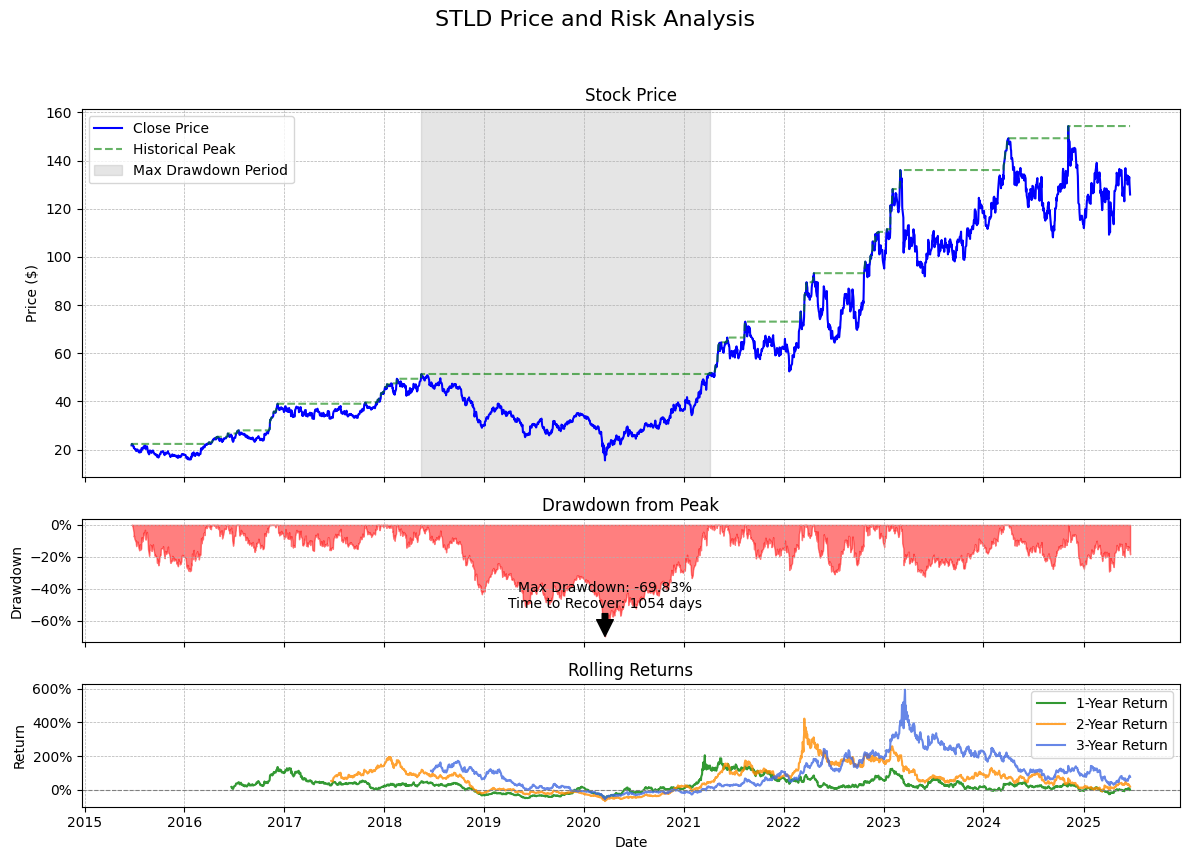 STLD Price and Risk Analysis
Stock Price
Close Price
Historical Peak
Max Drawdown Period
Price ($)
160
140
120
100
80
60
40
20
Drawdown from Peak
Drawdown
0%
−20%
−40%
−60%
Max Drawdown: -69.83%
Time to Recover: 1054 days
Rolling Returns
Return
600%
400%
200%
0%
1-Year Return
2-Year Return
3-Year Return
2015 2016 2017 2018 2019 2020 2021 2022 2023 2024 2025
Date